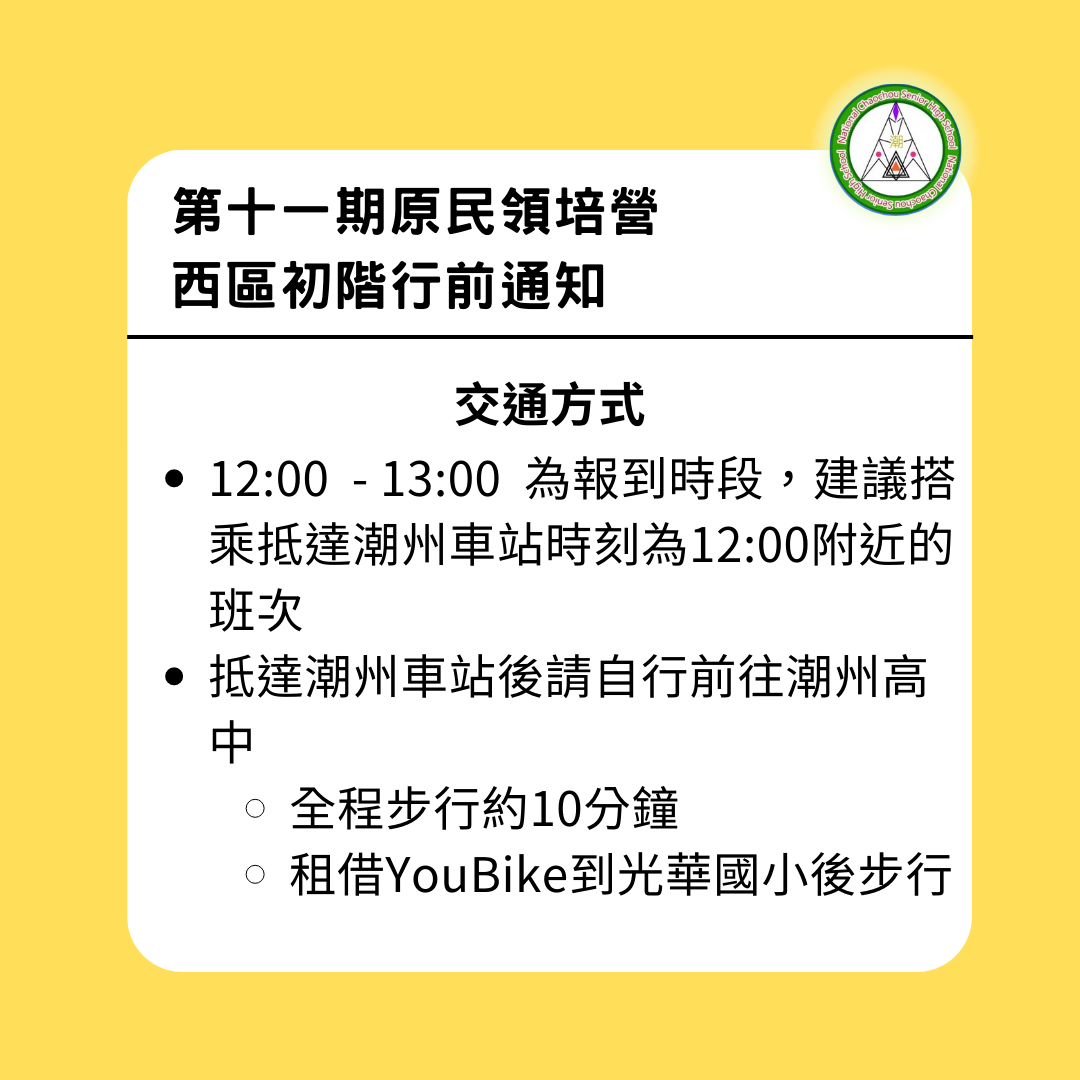 National Chaochou Senior High School National Chaochou Senior High School
潮
第十一期原民領培營
西區初階行前通知
交通方式
12:00 - 13:00 為報到時段，建議搭
乘抵達潮州車站時刻為12:00附近的
班次
抵達潮州車站後請自行前往潮州高
中
全程步行約10分鐘
租借YouBike到光華國小後步行